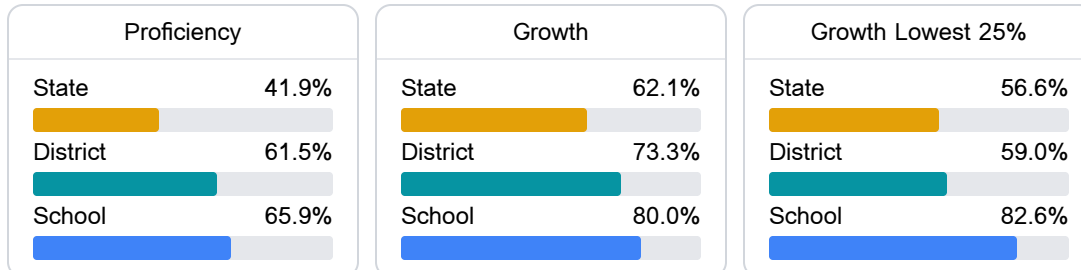 Proficiency
State 41.9%
District 61.5%
School 65.9%
Growth
State 62.1%
District 73.3%
School 80.0%
Growth Lowest 25%
State 56.6%
District 59.0%
School 82.6%